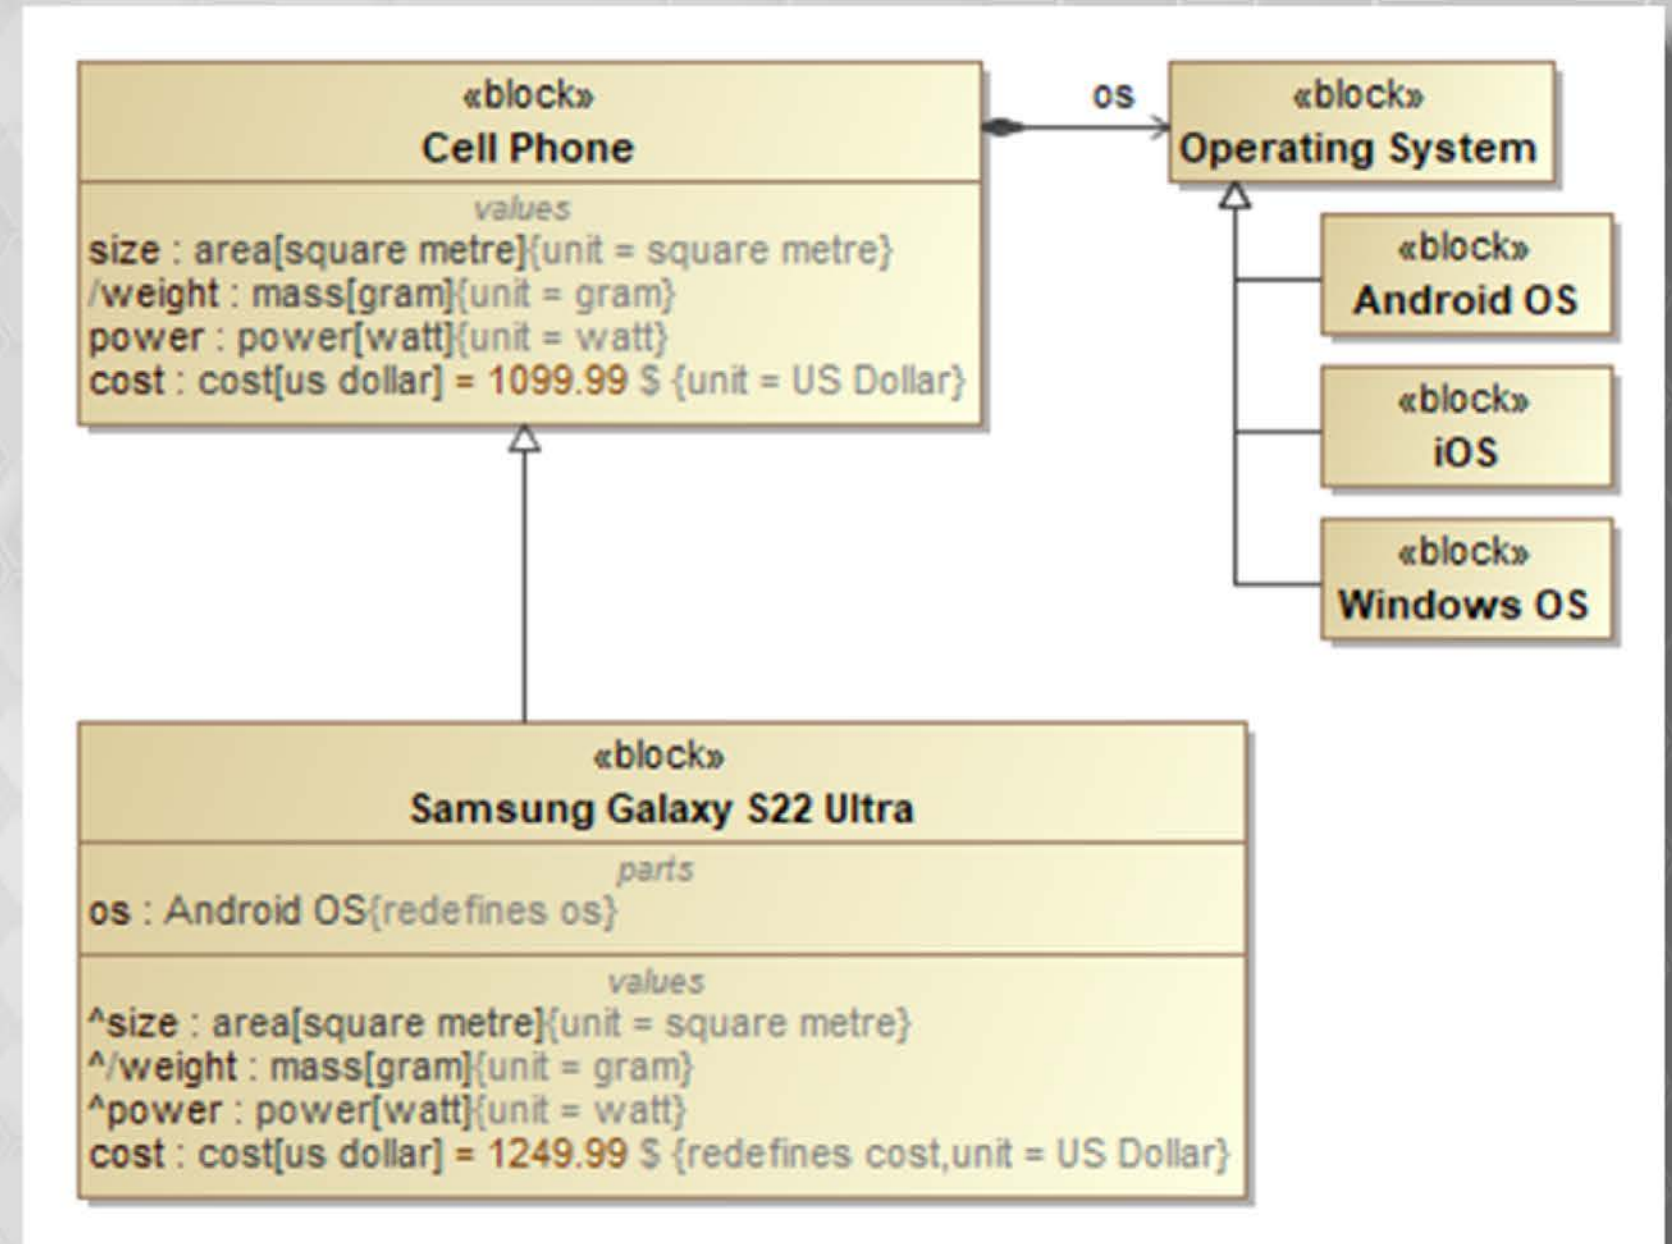 «block»
Cell Phone
values
size : area[square metre]{unit = square metre}
/weight : mass[gram]{unit = gram}
power : power[watt]{unit = watt}
cost : cost[us dollar] = 1099.99 $ {unit = US Dollar}
os
«block»
Operating System
«block»
Android OS
«block»
iOS
«block»
Windows OS
«block»
Samsung Galaxy S22 Ultra
parts
os : Android OS{redefines os}
values
^size : area[square metre]{unit = square metre}
^/weight : mass[gram]{unit = gram}
^power : power[watt]{unit = watt}
cost : cost[us dollar] = 1249.99 $ {redefines cost,unit = US Dollar}